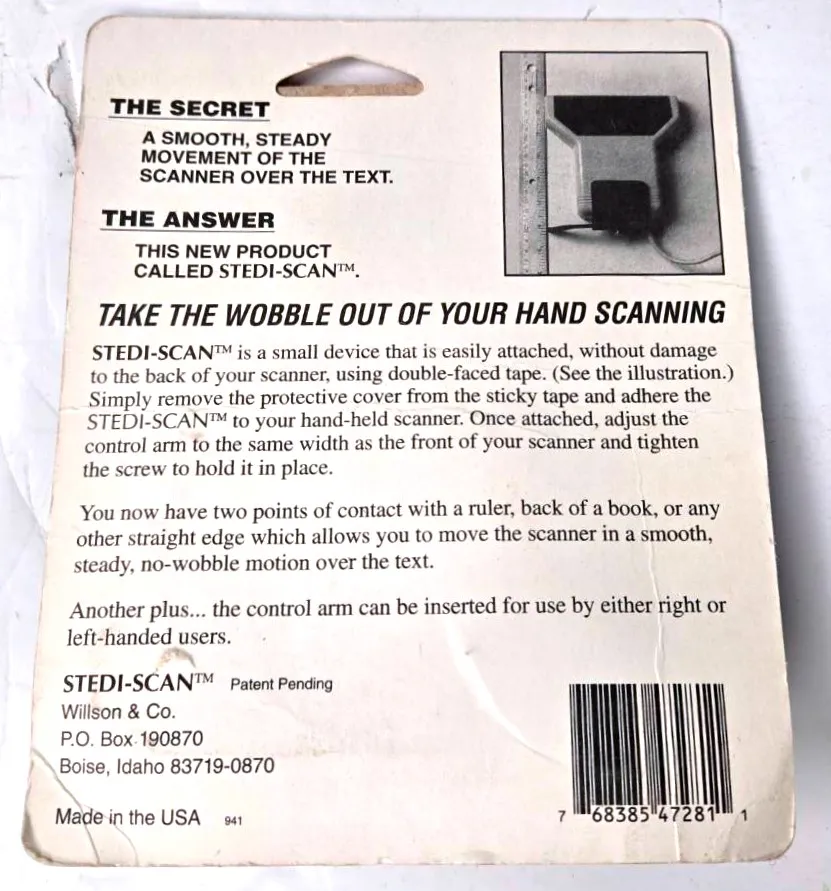 THE SECRET
A SMOOTH, STEADY
MOVEMENT OF THE
SCANNER OVER THE TEXT.
THE ANSWER
THIS NEW PRODUCT
CALLED STEDI-SCAN™.
TAKE THE WOBBLE OUT OF YOUR HAND SCANNING
STEDI-SCAN™ is a small device that is easily attached, without damage
to the back of your scanner, using double-faced tape. (See the illustration.)
Simply remove the protective cover from the sticky tape and adhere the
STEDI-SCAN™ to your hand-held scanner. Once attached, adjust the
control arm to the same width as the front of your scanner and tighten
the screw to hold it in place.
You now have two points of contact with a ruler, back of a book, or any
other straight edge which allows you to move the scanner in a smooth,
steady, no-wobble motion over the text.
Another plus... the control arm can be inserted for use by either right or
left-handed users.
STEDI-SCAN™ Patent Pending
Willson & Co.
P.O. Box 190870
Boise, Idaho 83719-0870
Made in the USA 941
7 68385 47281 1